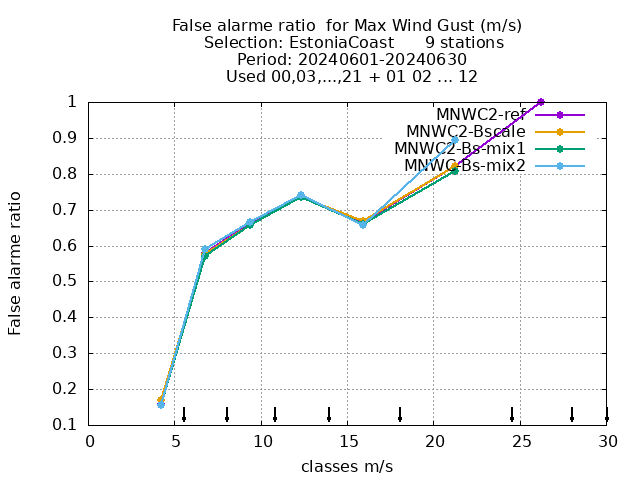 False alarme ratio  for Max Wind Gust (m/s)
Selection: EstoniaCoast      9 stations
Period: 20240601-20240630
Used 00,03,...,21 + 01 02 ... 12
MNWC2-ref
MNWC2-Bscale
MNWC2-Bs-mix1
MNWC-Bs-mix2
False alarme ratio
1
0.9
0.8
0.7
0.6
0.5
0.4
0.3
0.2
0.1
0 5 10 15 20 25 30
classes m/s